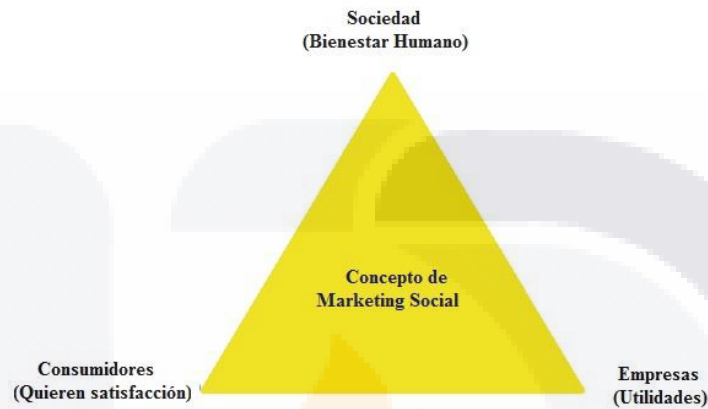 Sociedad
(Bienestar Humano)
Concepto de
Marketing Social
Consumidores
(Quieren satisfacción)
Empresas
(Utilidades)